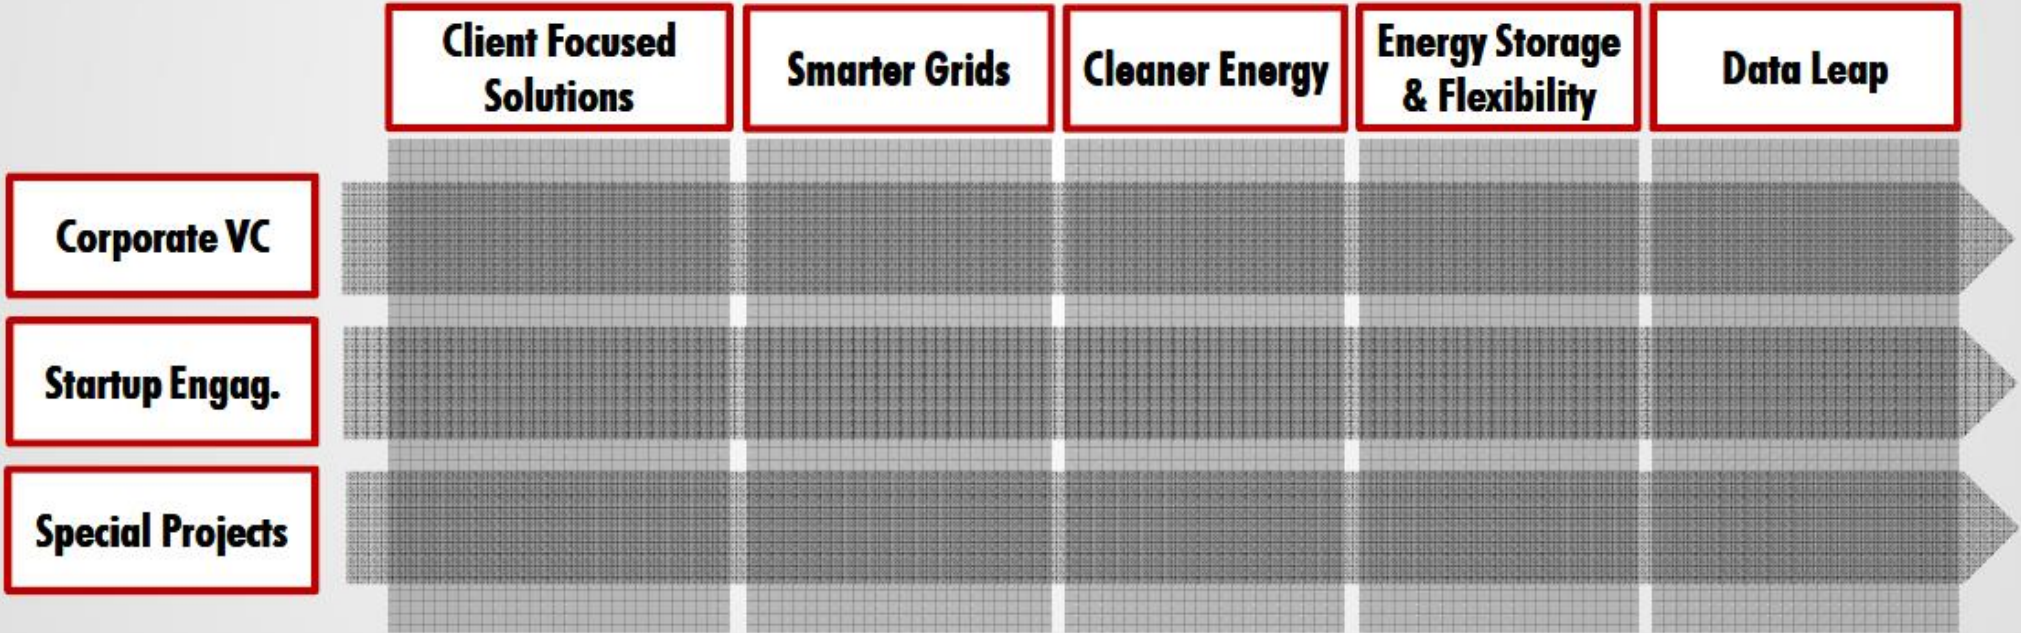 Client Focused
Solutions
Smarter Grids
Cleaner Energy
Energy Storage
& Flexibility
Data Leap
Corporate VC
Startup Engag.
Special Projects